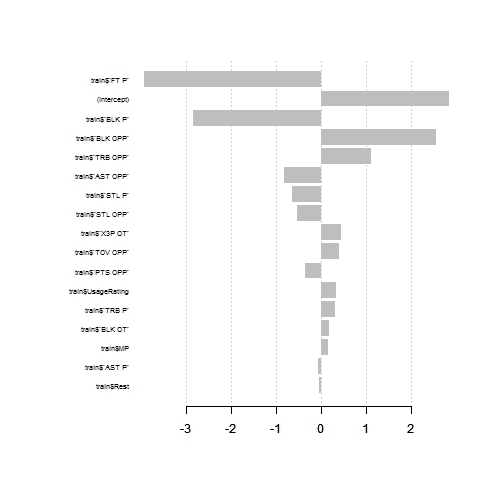 train$`FT P`
(Intercept)
train$`BLK P`
train$`BLK OPP`
train$`TRB OPP`
train$`AST OPP`
train$`STL P`
train$`STL OPP`
train$`X3P OT`
train$`TOV OPP`
train$`PTS OPP`
train$UsageRating
train$`TRB P`
train$`BLK OT`
train$MP
train$`AST P`
train$Rest
-3 -2 -1 0 1 2